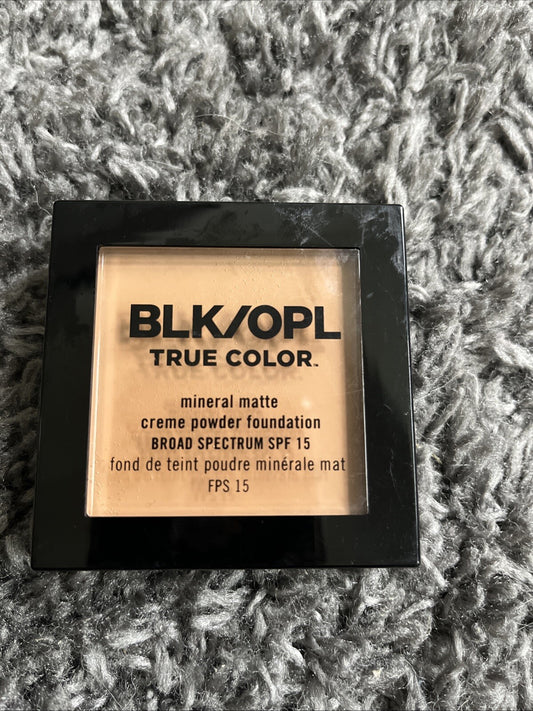 BLK/OPL
TRUE COLOR™
mineral matte
creme powder foundation
BROAD SPECTRUM SPF 15
fond de teint poudre minérale mat
FPS 15